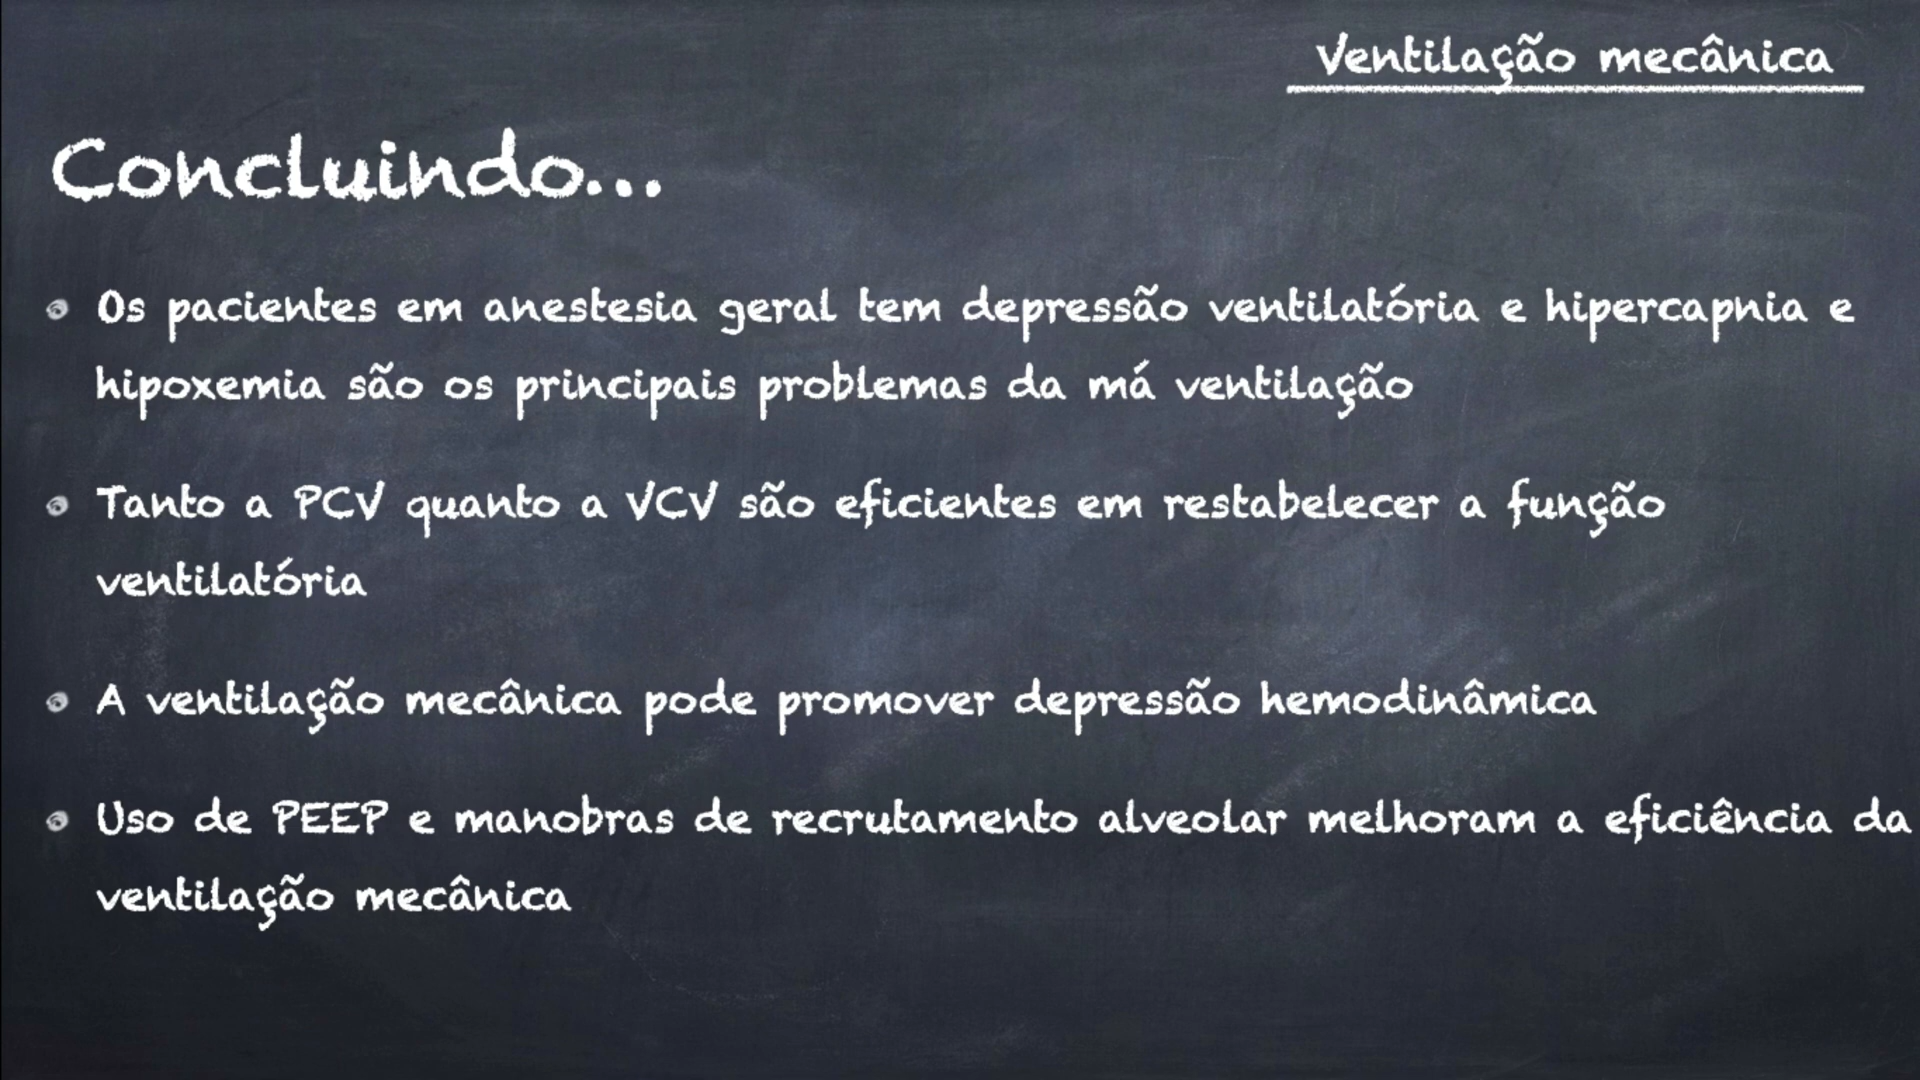 Ventilação mecânica
Concluindo...
Os pacientes em anestesia geral tem depressão ventilatória e hipercapnia e
hipoxemia são os principais problemas da má ventilação
Tanto a PCV quanto a VCV são eficientes em restabelecer a função
ventilatória
A ventilação mecânica pode promover depressão hemodinâmica
Uso de PEEP e manobras de recrutamento alveolar melhoram a eficiência da
ventilação mecânica